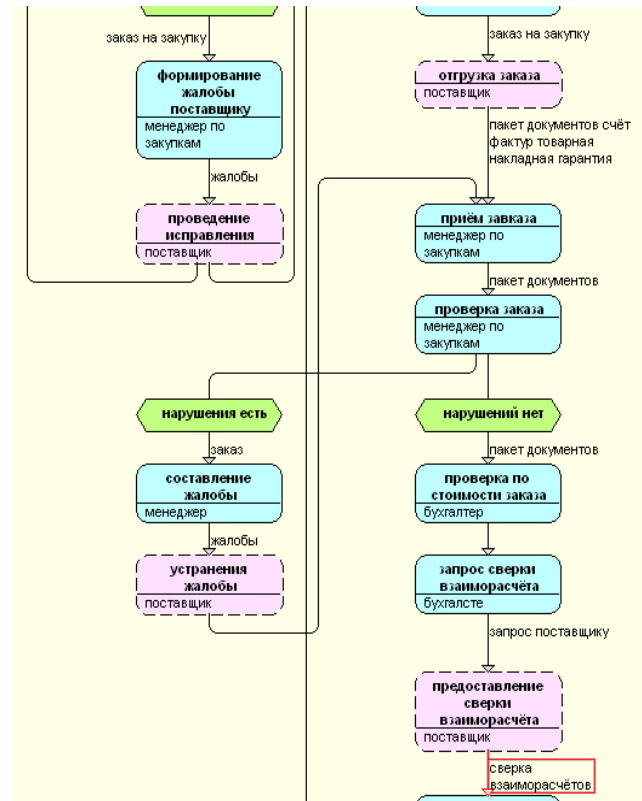 заказ на закупку
формирование
жалобы
поставщику
менеджер по
закупкам
жалобы
проведение
исправления
поставщик
заказ на закупку
отгрузка заказа
поставщик
пакет документов счёт
фактур товарная
накладная гарантия
приём завказа
менеджер по
закупкам
пакет документов
проверка заказа
менеджер по
закупкам
нарушения есть
заказ
составление
жалобы
менеджер
жалобы
устранения
жалобы
поставщик
нарушений нет
пакет документов
проверка по
стоимости заказа
бухгалтер
запрос сверки
взаиморасчёта
бухгалсте
запрос поставщику
предоставление
сверки
взаиморасчёта
поставщик
сверка
взаиморасчётов